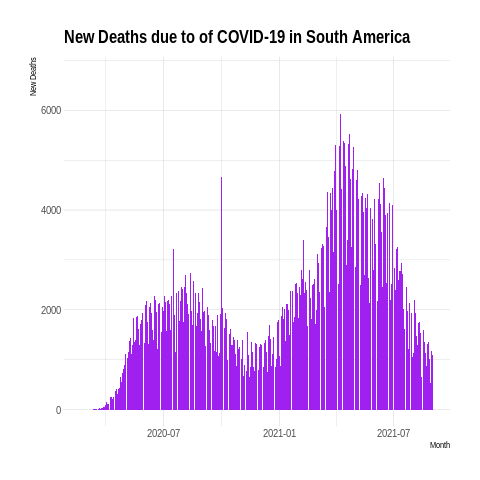 New Deaths due to of COVID-19 in South America
New Deaths
6000
4000
2000
0
2020-07
2021-01
2021-07
Month